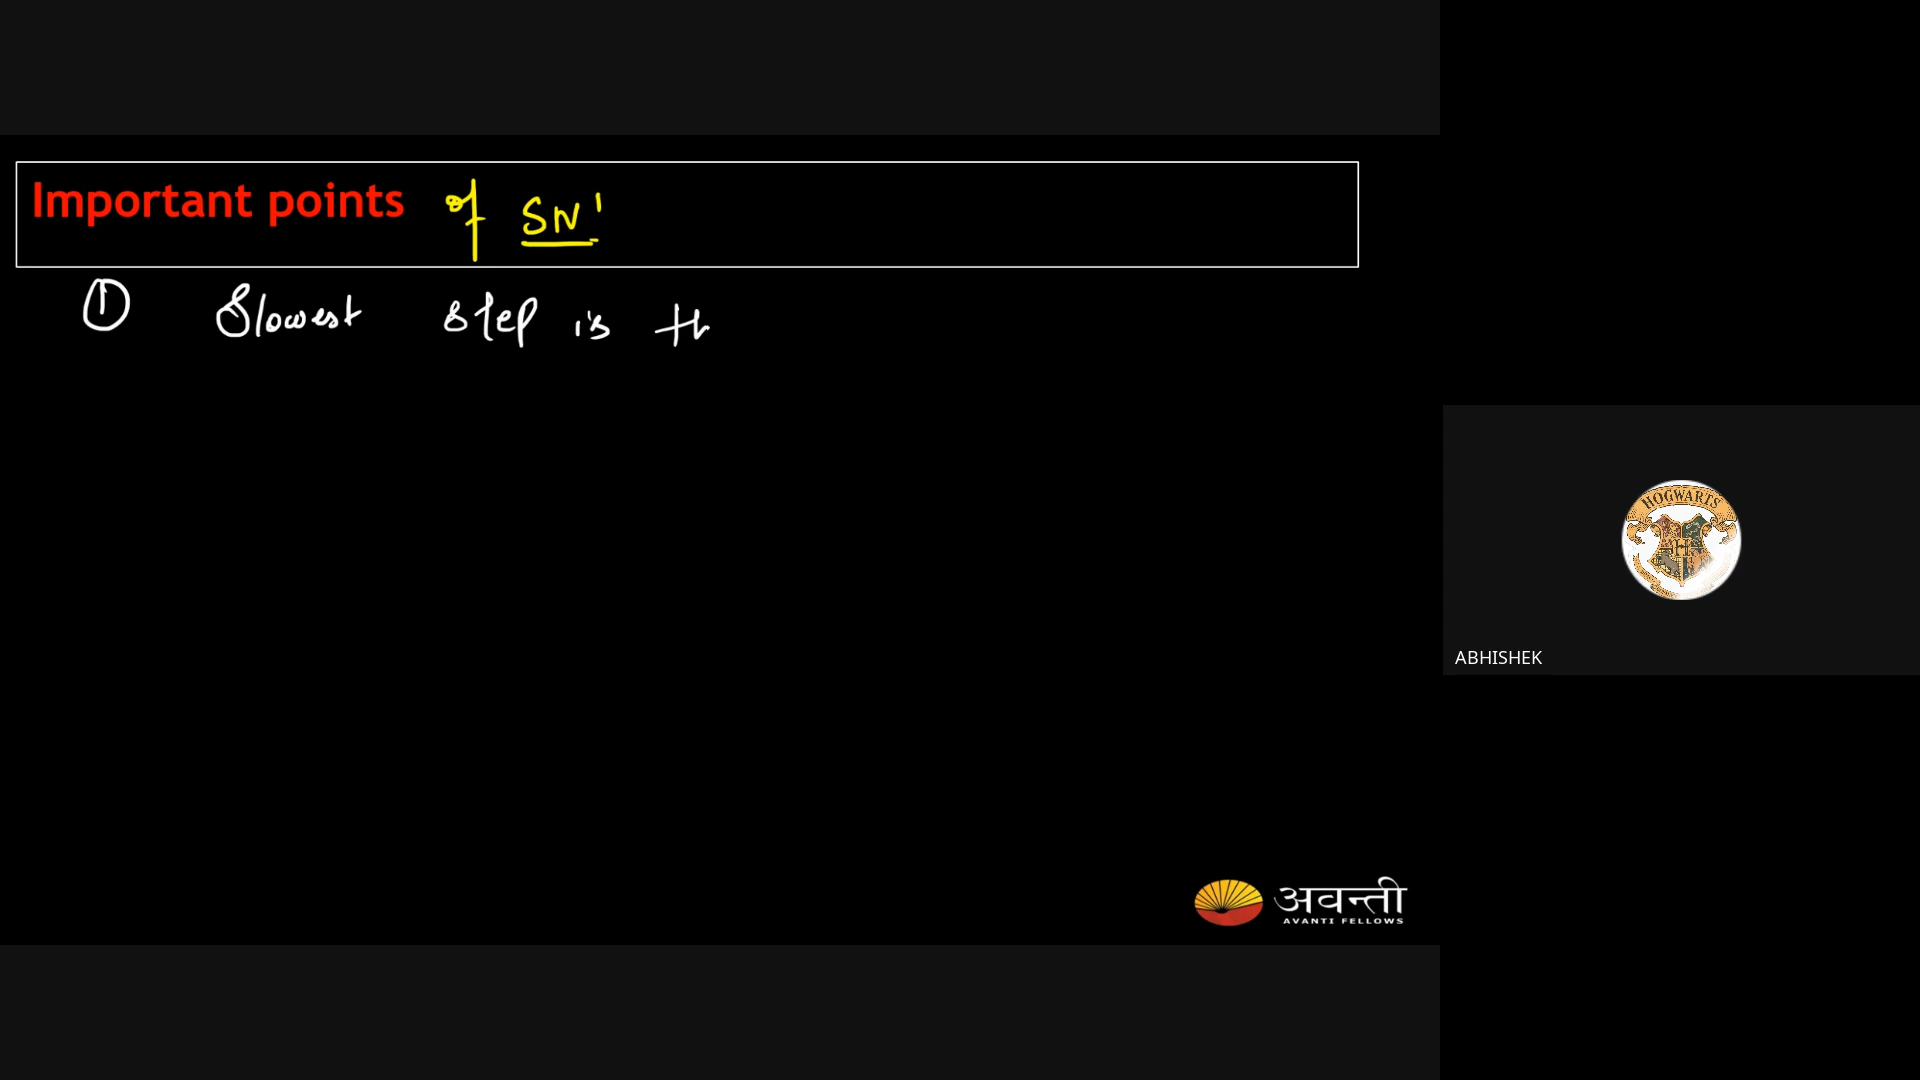 Important points of SN1
① Slowest step is th
HOGWARTS
ABHISHEK
अवन्ती
AVANTI FELLOWS